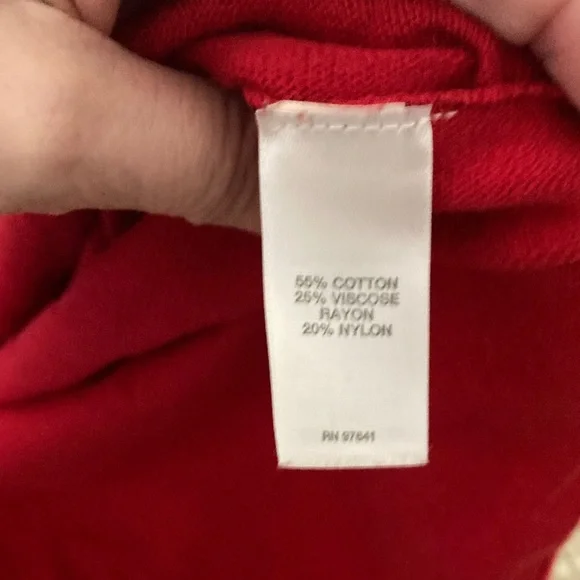 55% COTTON
25% VISCOSE
RAYON
20% NYLON
RN 97641